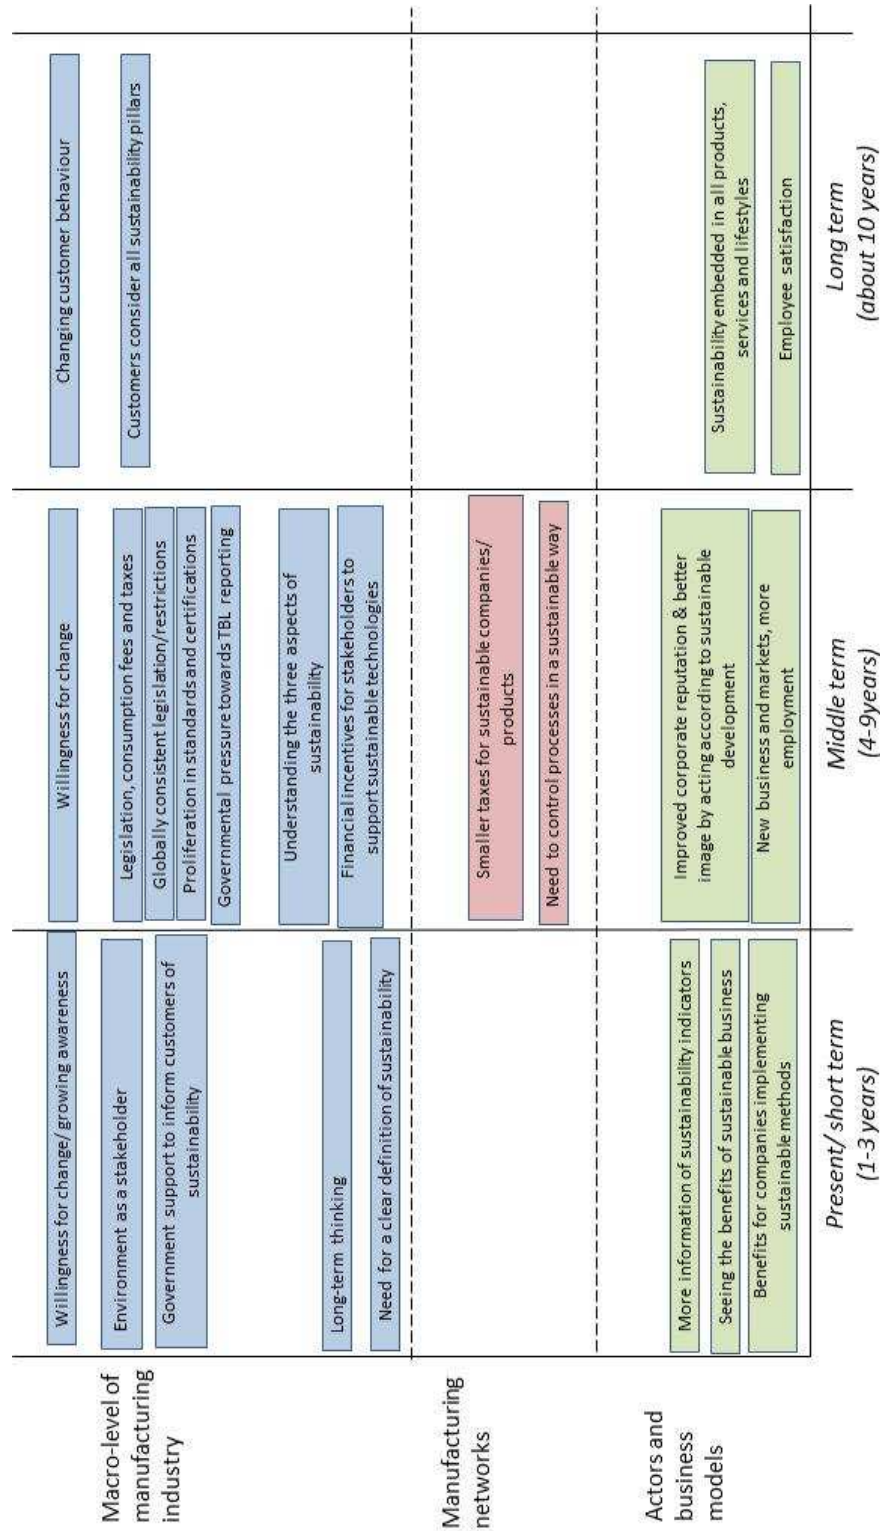 Macro-level of
manufacturing
industry
Willingness for change/ growing awareness
Environment as a stakeholder
Government support to inform customers of
sustainability
Long-term thinking
Need for a clear definition of sustainability
Willingness for change
Legislation, consumption fees and taxes
Globally consistent legislation/restrictions
Proliferation in standards and certifications
Governmental pressure towards TBL reporting
Understanding the three aspects of
sustainability
Financial incentives for stakeholders to
support sustainable technologies
Changing customer behaviour
Customers consider all sustainability pillars
Manufacturing
networks
Smaller taxes for sustainable companies/
products
Need to control processes in a sustainable way
Actors and
business
models
More information of sustainability indicators
Seeing the benefits of sustainable business
Benefits for companies implementing
sustainable methods
Improved corporate reputation & better
image by acting according to sustainable
development
New business and markets, more
employment
Sustainability embedded in all products,
services and lifestyles
Employee satisfaction
Present/ short term
(1-3 years)
Middle term
(4-9years)
Long term
(about 10 years)